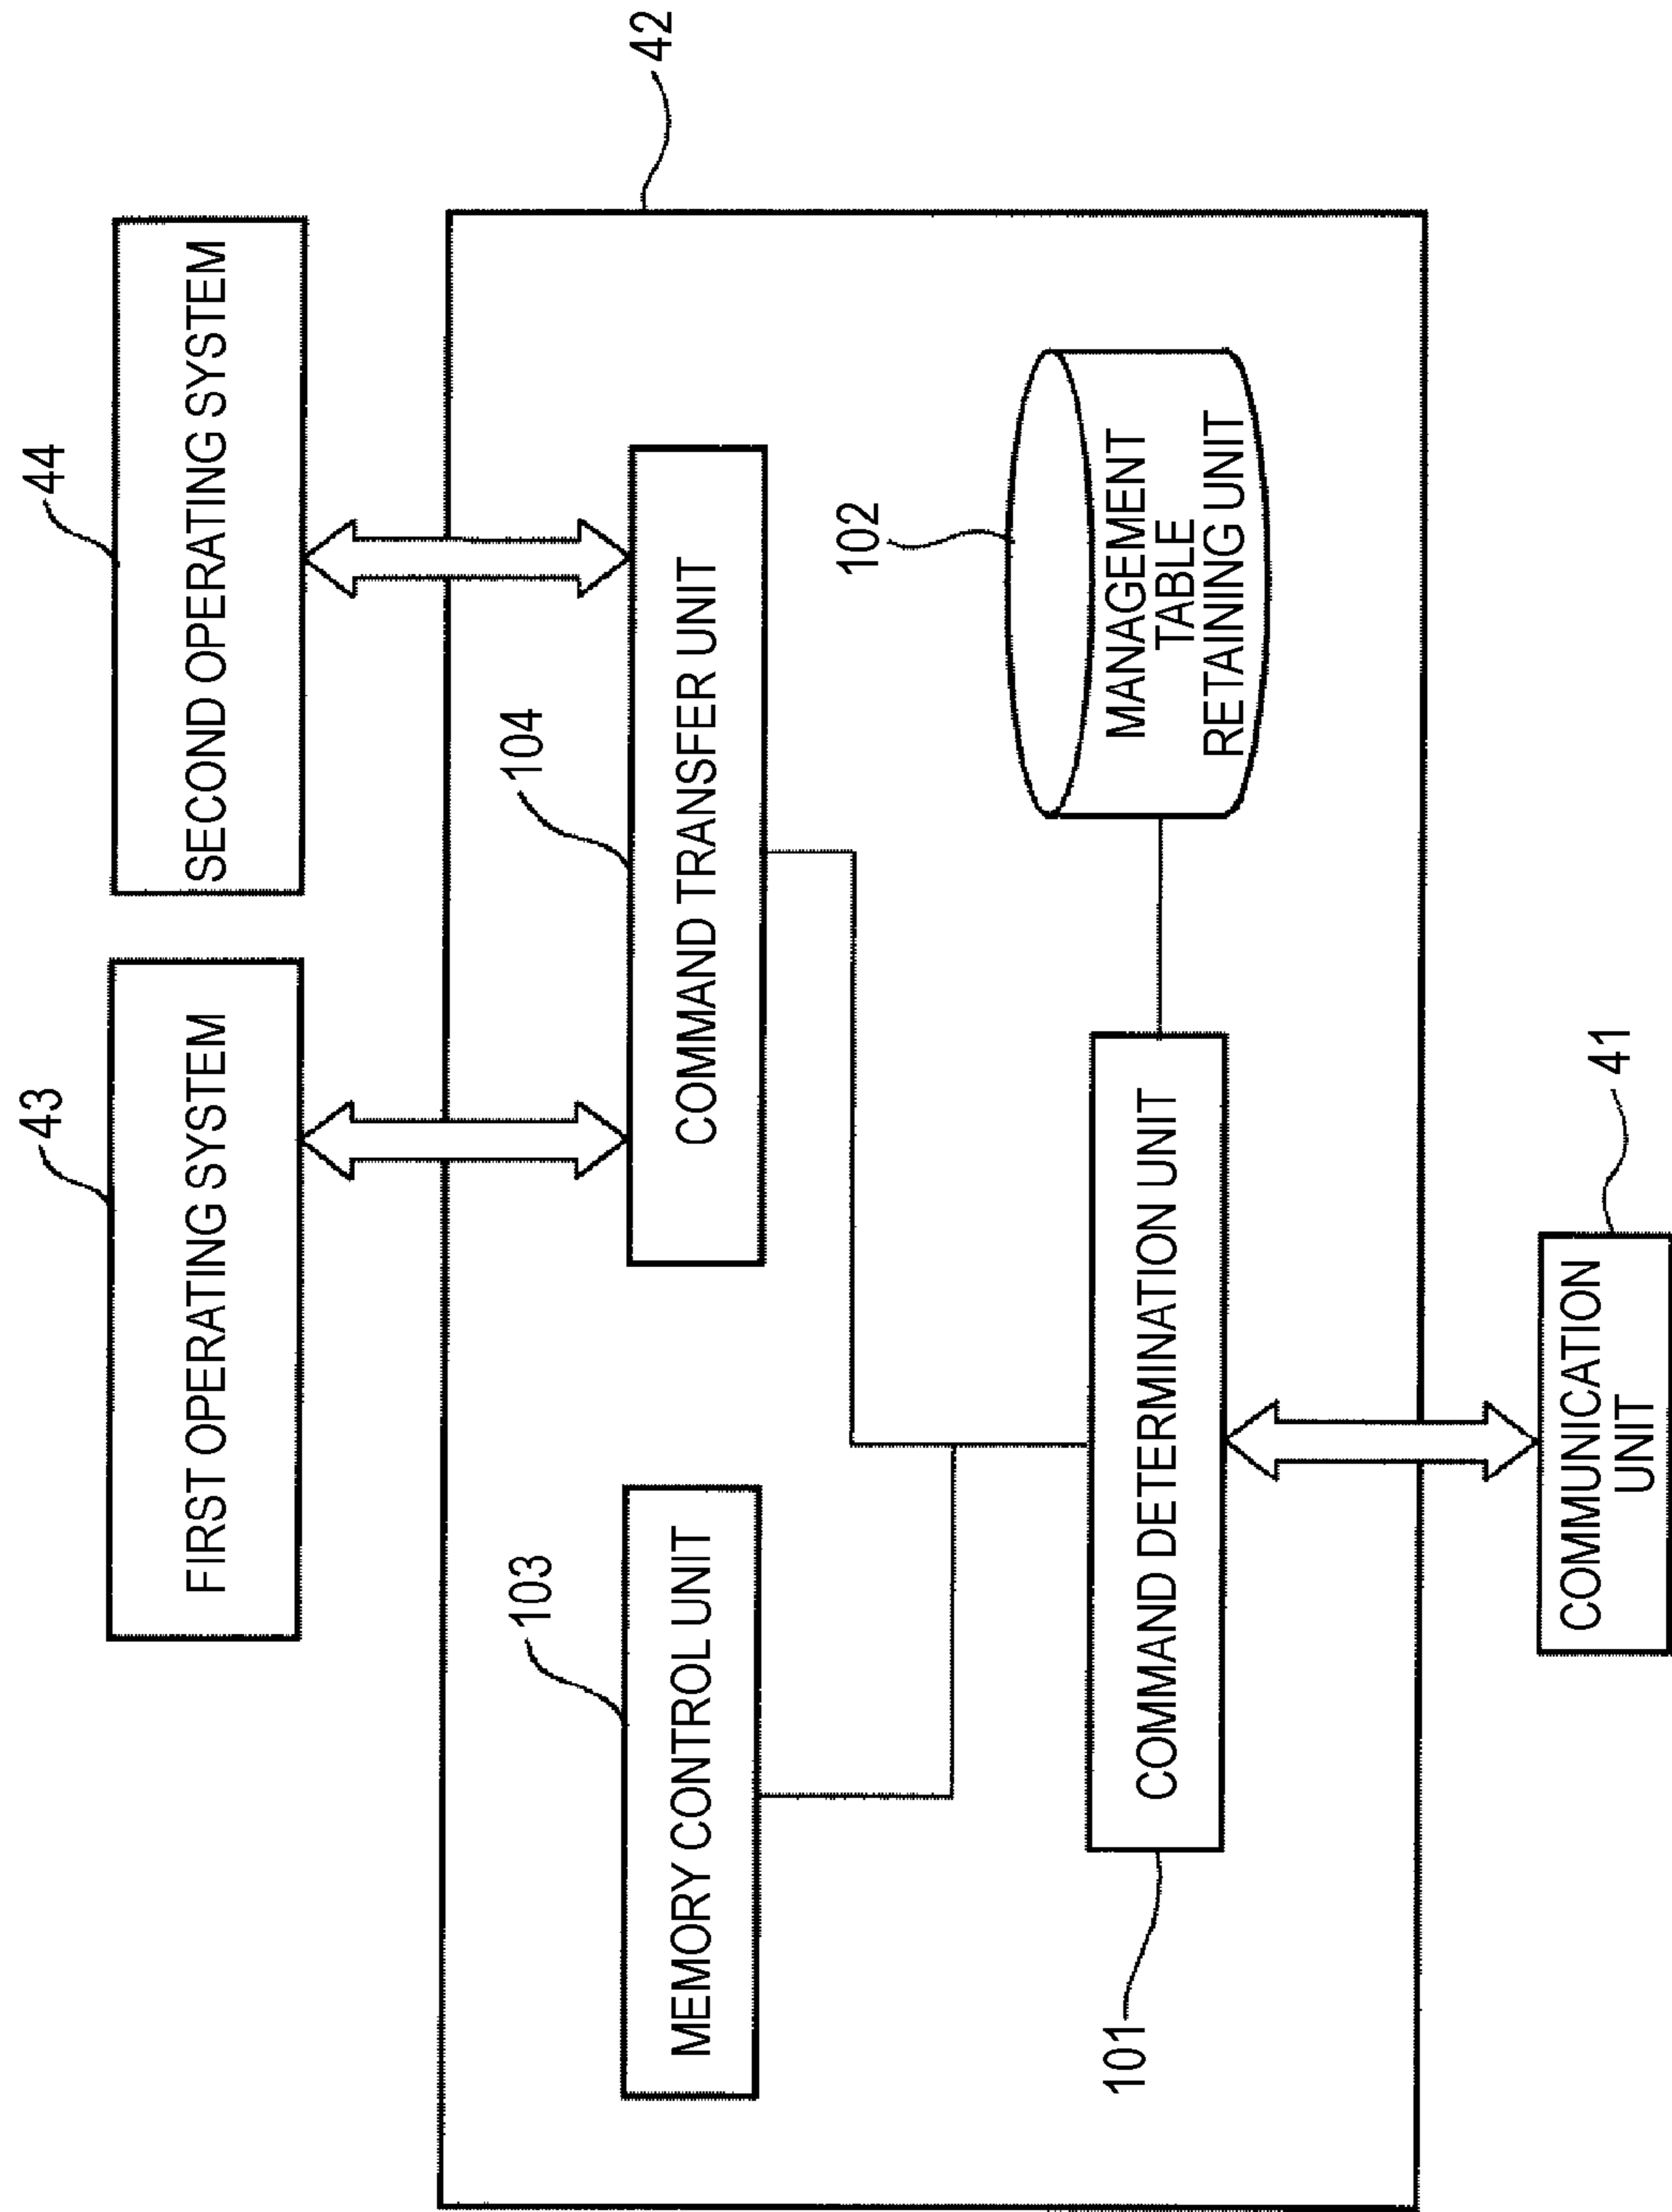 43
FIRST OPERATING SYSTEM
44
SECOND OPERATING SYSTEM
42
103
MEMORY CONTROL UNIT
104
COMMAND TRANSFER UNIT
102
MANAGEMENT
TABLE
RETAINING UNIT
101
COMMAND DETERMINATION UNIT
41
COMMUNICATION
UNIT